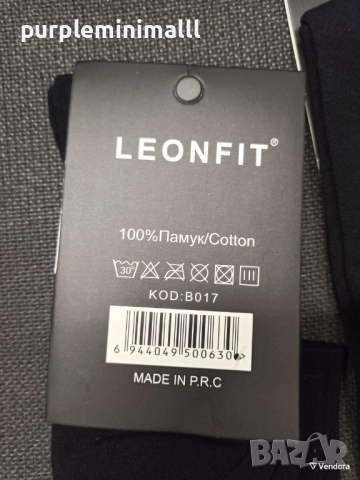 purpleminimalll
LEONFIT®
100%Памук/Cotton
30°
KOD:B017
6 944049 500630
MADE IN P.R.C
BAZAR
Vendora